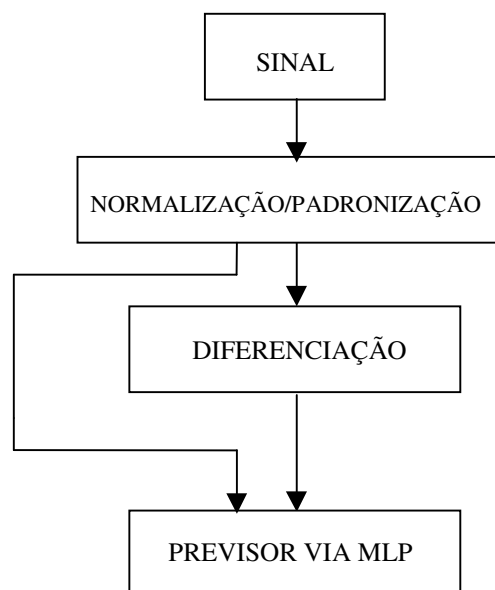 SINAL
NORMALIZAÇÃO/PADRONIZAÇÃO
DIFERENCIAÇÃO
PREVISOR VIA MLP